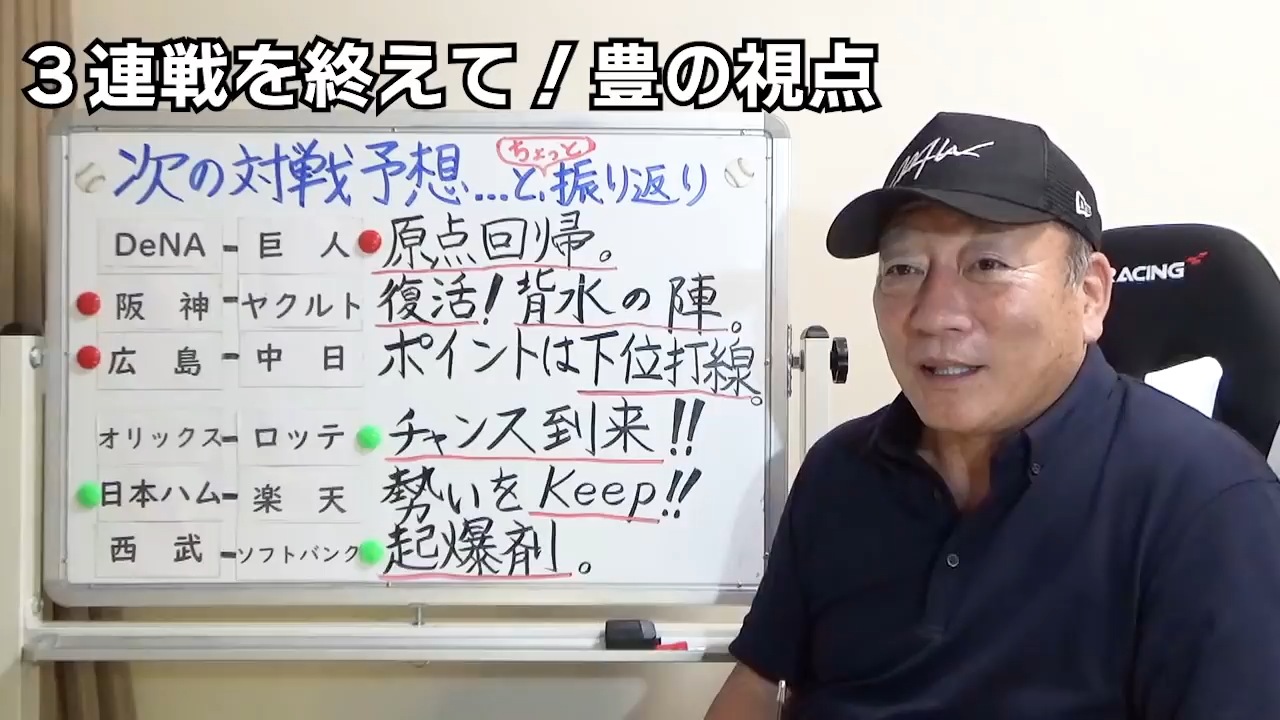 3連戦を終えて！豊の視点
次の対戦予想…と、ちょっと振り返り
DeNA - 巨人 原点回帰。
阪神 - ヤクルト 復活！背水の陣。
広島 - 中日 ポイントは下位打線。
オリックス - ロッテ チャンス到来!!
日本ハム - 楽天 勢いをKeep!!
西武 - ソフトバンク 起爆剤。
RACING